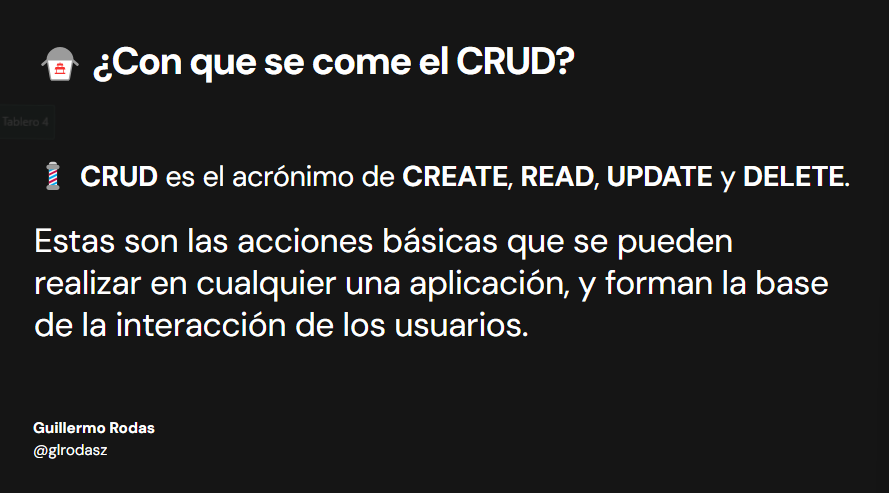 ¿Con que se come el CRUD?
Tablero 4
CRUD es el acrónimo de CREATE, READ, UPDATE y DELETE.
Estas son las acciones básicas que se pueden
realizar en cualquier una aplicación, y forman la base
de la interacción de los usuarios.
Guillermo Rodas
@glrodasz